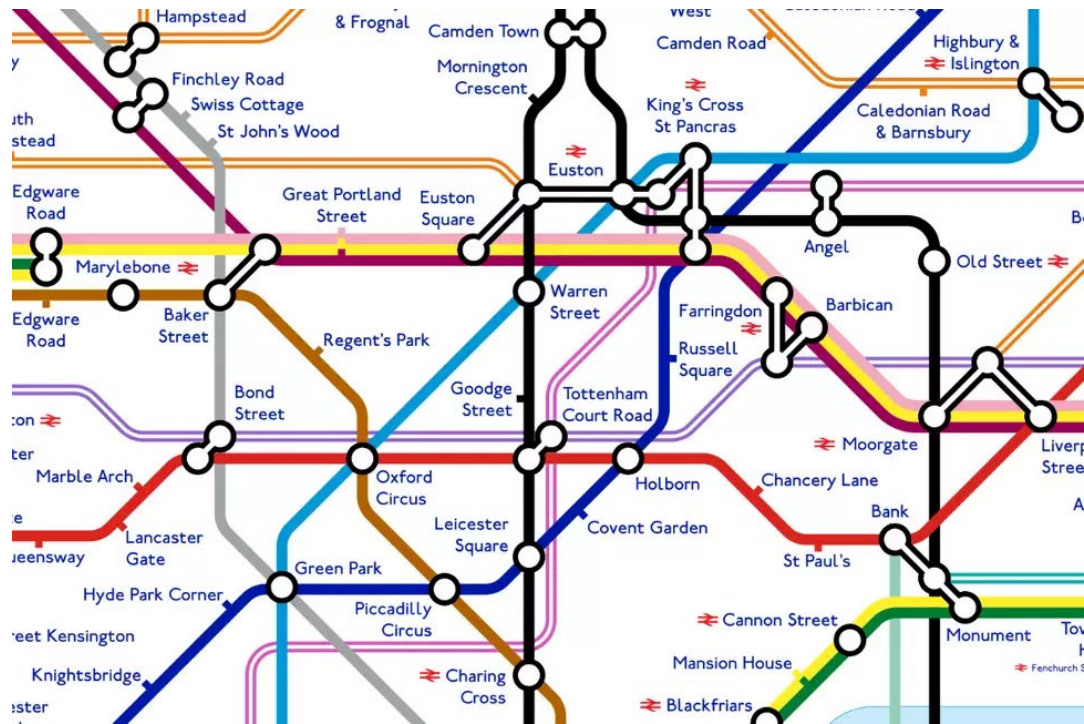 Hampstead
& Frognal
Camden Town
West
Camden Road
Highbury &
Islington
Mornington
Crescent
Finchley Road
Swiss Cottage
St John's Wood
King's Cross
St Pancras
Caledonian Road
& Barnsbury
Euston
Edgware
Road
Great Portland
Street
Euston
Square
Angel
Old Street
Marylebone
Edgware
Road
Baker
Street
Warren
Street
Farringdon
Barbican
Regent's Park
Russell
Square
Bond
Street
Goodge
Street
Tottenham
Court Road
Moorgate
Marble Arch
Oxford
Circus
Holborn
Chancery Lane
Lancaster
Gate
Leicester
Square
Covent Garden
Bank
St Paul's
Green Park
Hyde Park Corner
Piccadilly
Circus
Cannon Street
Monument
Knightsbridge
Charing
Cross
Mansion House
Blackfriars